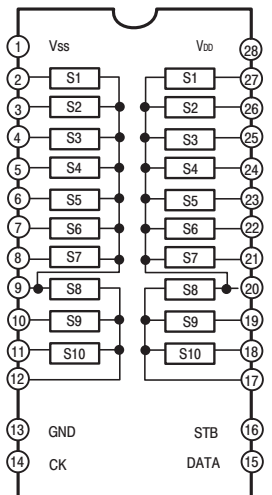 1 Vss VDD 28
2 S1 S1 27
3 S2 S2 26
4 S3 S3 25
5 S4 S4 24
6 S5 S5 23
7 S6 S6 22
8 S7 S7 21
9 S8 S8 20
10 S9 S9 19
11 S10 S10 18
12 17
13 GND STB 16
14 CK DATA 15